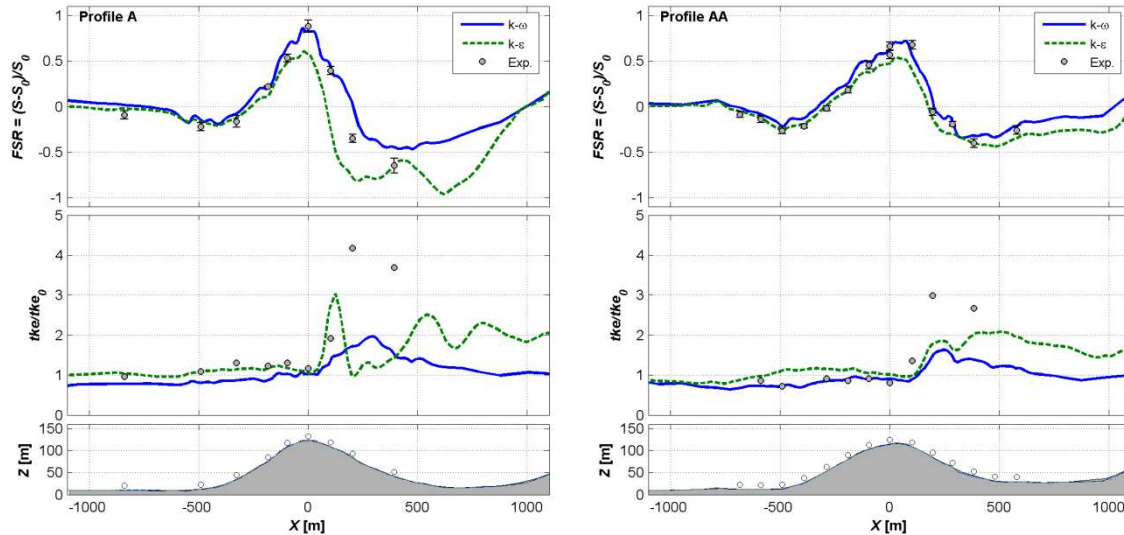 Profile A
k-ω
k-ε
Exp.
FSR = (S-S0)/S0
1
0.5
0
-0.5
-1
tke/tke0
5
4
3
2
1
0
Z [m]
150
100
50
0
-1000
-500
0
500
1000
X [m]
Profile AA
k-ω
k-ε
Exp.
FSR = (S-S0)/S0
1
0.5
0
-0.5
-1
tke/tke0
5
4
3
2
1
0
Z [m]
150
100
50
0
-1000
-500
0
500
1000
X [m]